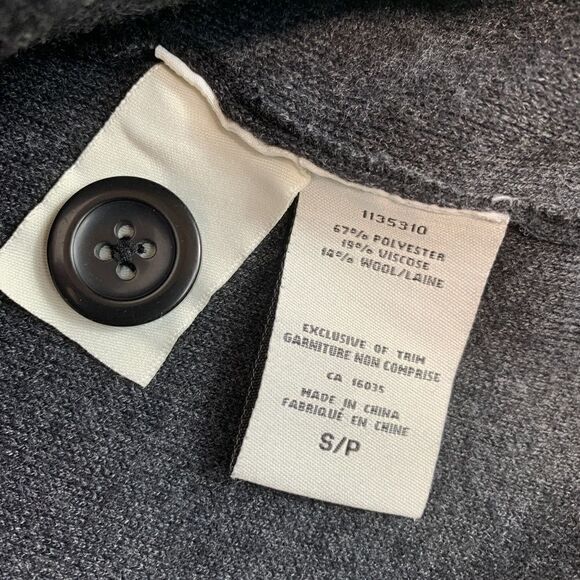 1135310
67% POLYESTER
19% VISCOSE
14% WOOL/LAINE
EXCLUSIVE OF TRIM
GARNITURE NON COMPRISE
CA 16035
MADE IN CHINA
FABRIQUÉ EN CHINE
S/P